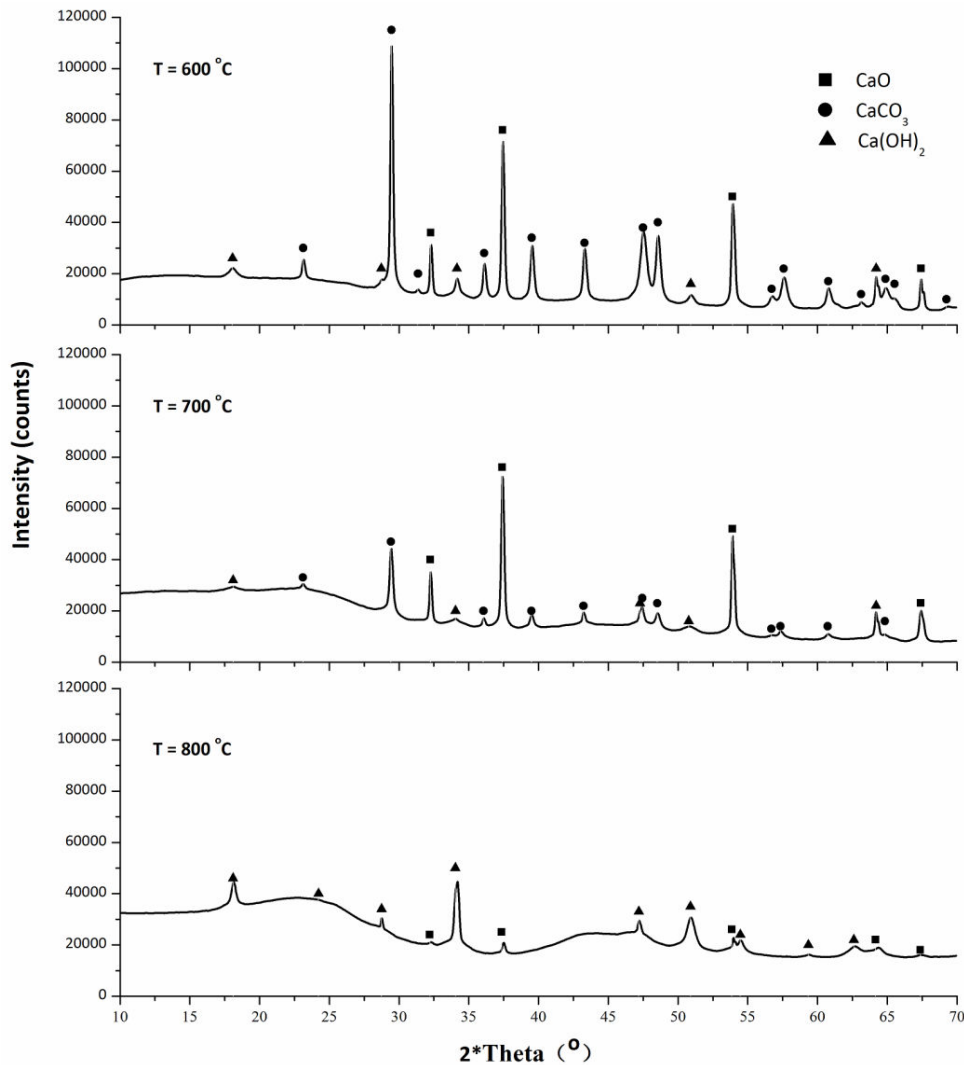 120000
100000
80000
60000
40000
20000
0
T = 600 °C
■ CaO
● CaCO₃
▲ Ca(OH)₂
120000
100000
80000
60000
40000
20000
0
T = 700 °C
Intensity (counts)
120000
100000
80000
60000
40000
20000
0
T = 800 °C
10 15 20 25 30 35 40 45 50 55 60 65 70
2*Theta (°)